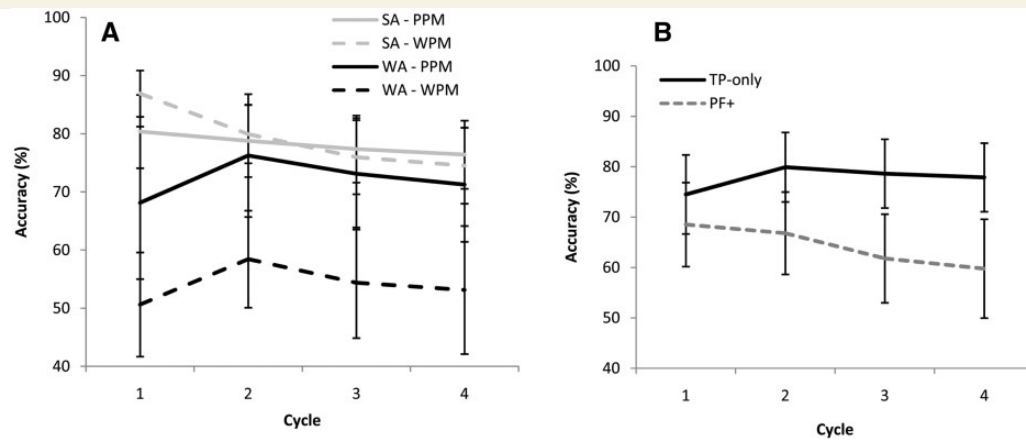 A
SA - PPM
SA - WPM
WA - PPM
WA - WPM
100
90
80
70
60
50
40
Accuracy (%)
1 2 3 4
Cycle
B
TP-only
PF+
100
90
80
70
60
50
40
Accuracy (%)
1 2 3 4
Cycle